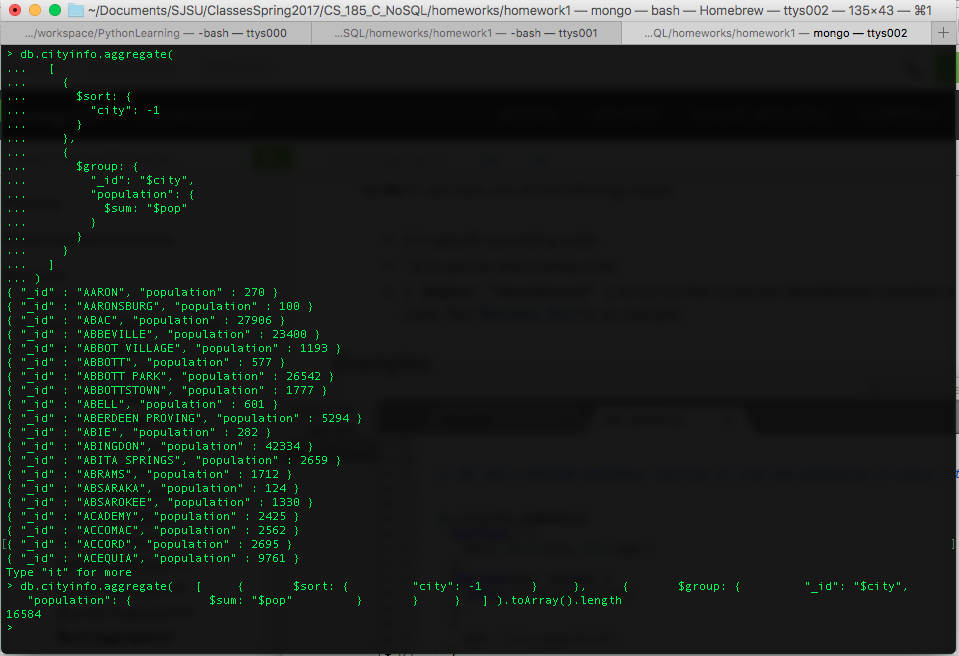 ~/Documents/SJSU/ClassesSpring2017/CS_185_C_NoSQL/homeworks/homework1 — mongo — bash — Homebrew — ttys002 — 135×43 — ⌘1
.../workspace/PythonLearning — -bash — ttys000
...SQL/homeworks/homework1 — -bash — ttys001
...QL/homeworks/homework1 — mongo — ttys002
+
> db.cityinfo.aggregate(
... [
... {
... $sort: {
... "city": -1
... }
... },
... {
... $group: {
... "_id": "$city",
... "population": {
... $sum: "$pop"
... }
... }
... }
... ]
... )
{ "_id" : "AARON", "population" : 270 }
{ "_id" : "AARONSBURG", "population" : 100 }
{ "_id" : "ABAC", "population" : 27906 }
{ "_id" : "ABBEVILLE", "population" : 23400 }
{ "_id" : "ABBOT VILLAGE", "population" : 1193 }
{ "_id" : "ABBOTT", "population" : 577 }
{ "_id" : "ABBOTT PARK", "population" : 26542 }
{ "_id" : "ABBOTTSTOWN", "population" : 1777 }
{ "_id" : "ABELL", "population" : 601 }
{ "_id" : "ABERDEEN PROVING", "population" : 5294 }
{ "_id" : "ABIE", "population" : 282 }
{ "_id" : "ABINGDON", "population" : 42334 }
{ "_id" : "ABITA SPRINGS", "population" : 2659 }
{ "_id" : "ABRAMS", "population" : 1712 }
{ "_id" : "ABSARAKA", "population" : 124 }
{ "_id" : "ABSAROKEE", "population" : 1330 }
{ "_id" : "ACADEMY", "population" : 2425 }
{ "_id" : "ACCOMAC", "population" : 2562 }
[{ "_id" : "ACCORD", "population" : 2695 } ]
{ "_id" : "ACEQUIA", "population" : 9761 }
Type "it" for more
> db.cityinfo.aggregate( [ { $sort: { "city": -1 } }, { $group: { "_id": "$city",
"population": { $sum: "$pop" } } } ] ).toArray().length
16584
>